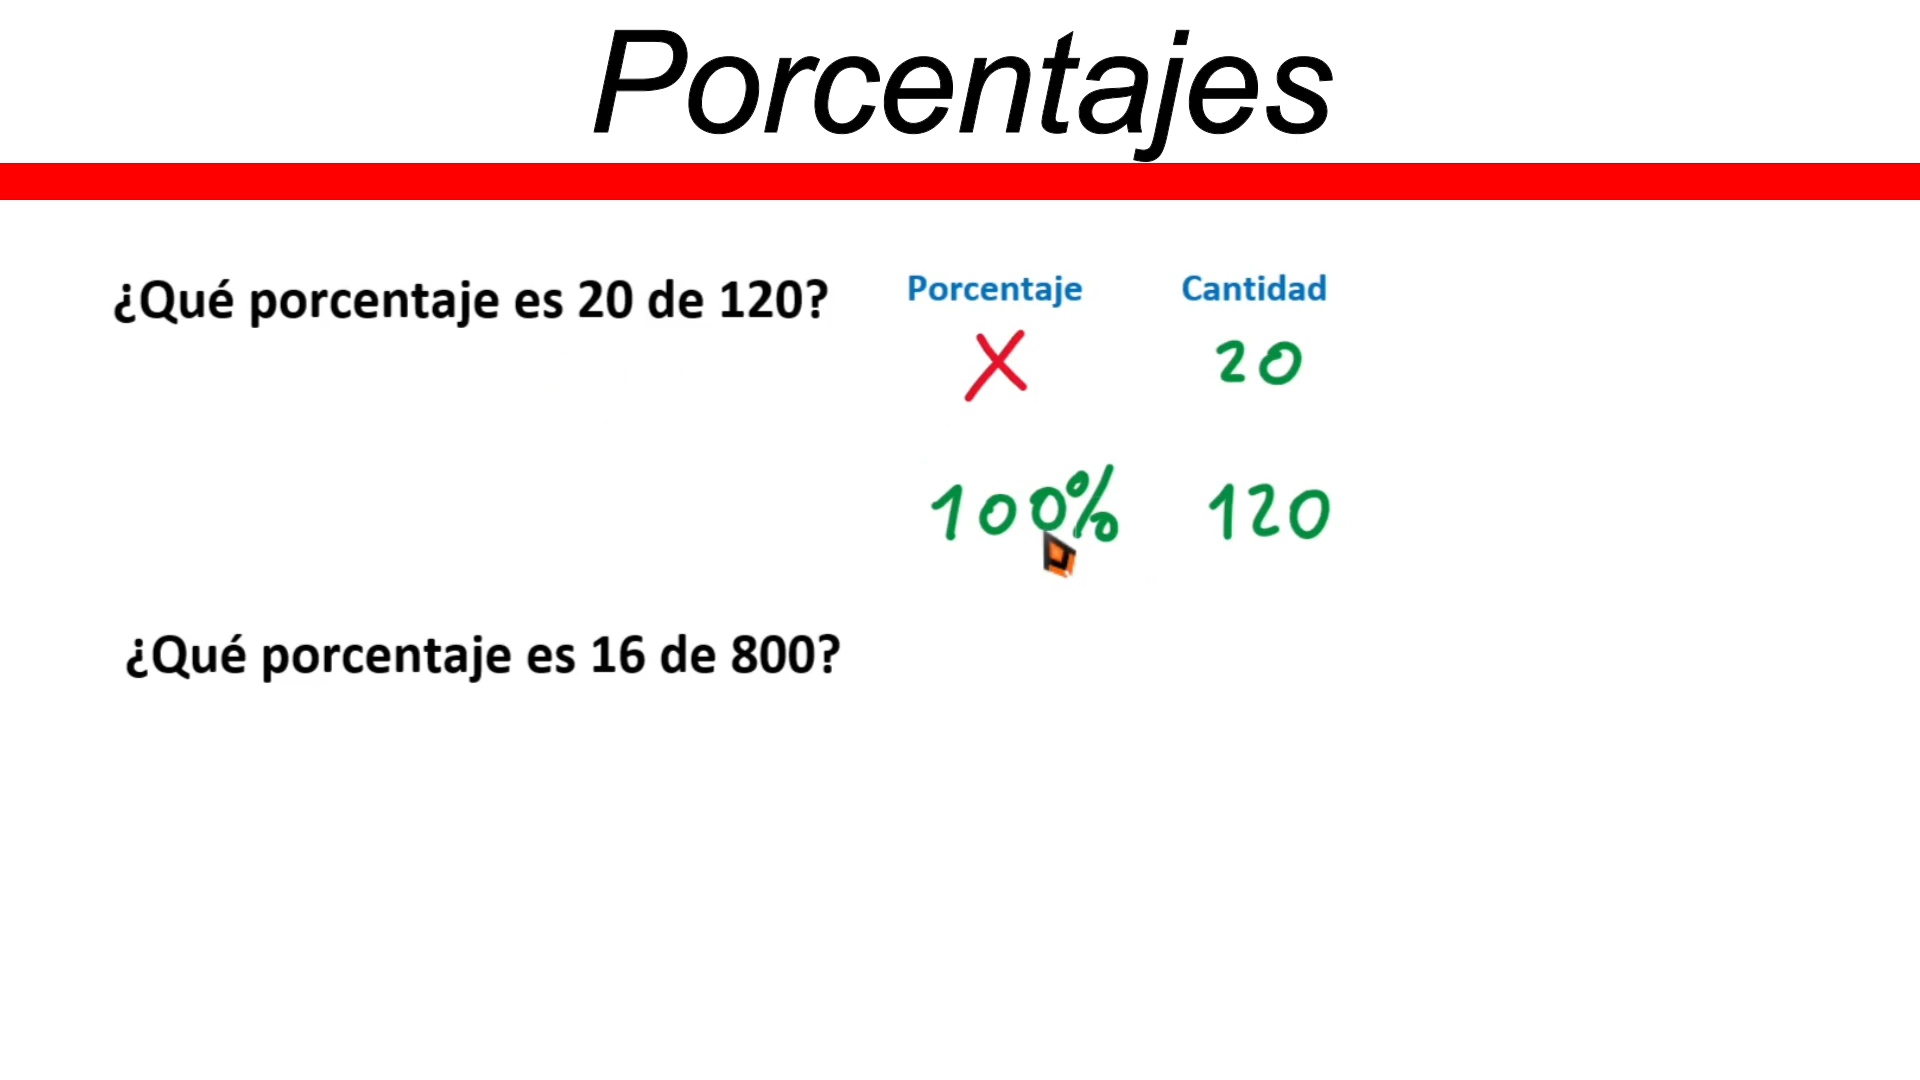 Porcentajes
¿Qué porcentaje es 20 de 120?
Porcentaje Cantidad
X 20
100% 120
¿Qué porcentaje es 16 de 800?